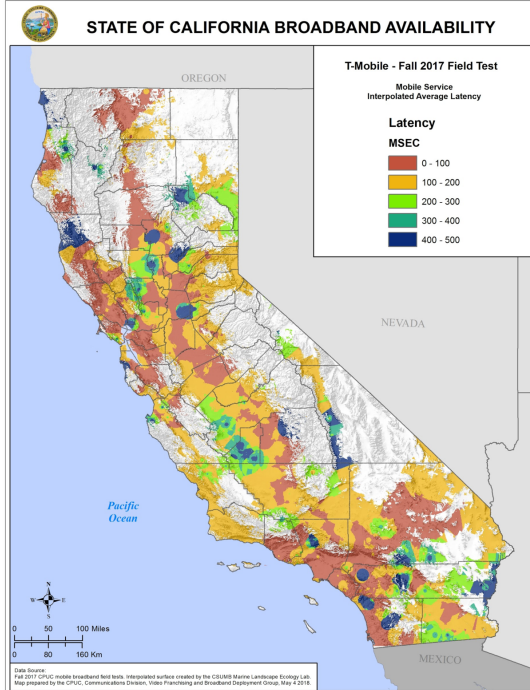 STATE OF CALIFORNIA BROADBAND AVAILABILITY
T-Mobile - Fall 2017 Field Test
Mobile Service
Interpolated Average Latency
Latency
MSEC
0 - 100
100 - 200
200 - 300
300 - 400
400 - 500
OREGON
NEVADA
Pacific
Ocean
N
W E
S
0 50 100 Miles
0 80 160 Km
MEXICO
Data Source:
Fall 2017 CPUC mobile broadband field tests. Interpolated surface created by the CSUMB Marine Landscape Ecology Lab.
Map prepared by the CPUC, Communications Division, Video Franchising and Broadband Deployment Group, May 4 2018.